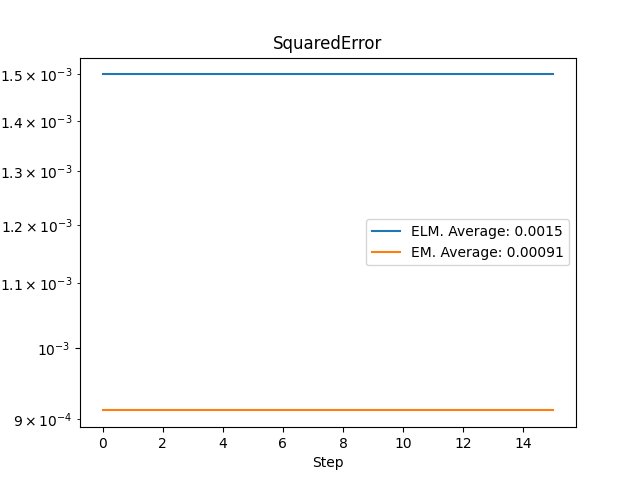 SquaredError
1.5 × 10⁻³
1.4 × 10⁻³
1.3 × 10⁻³
1.2 × 10⁻³
1.1 × 10⁻³
10⁻³
9 × 10⁻⁴
ELM. Average: 0.0015
EM. Average: 0.00091
0 2 4 6 8 10 12 14
Step